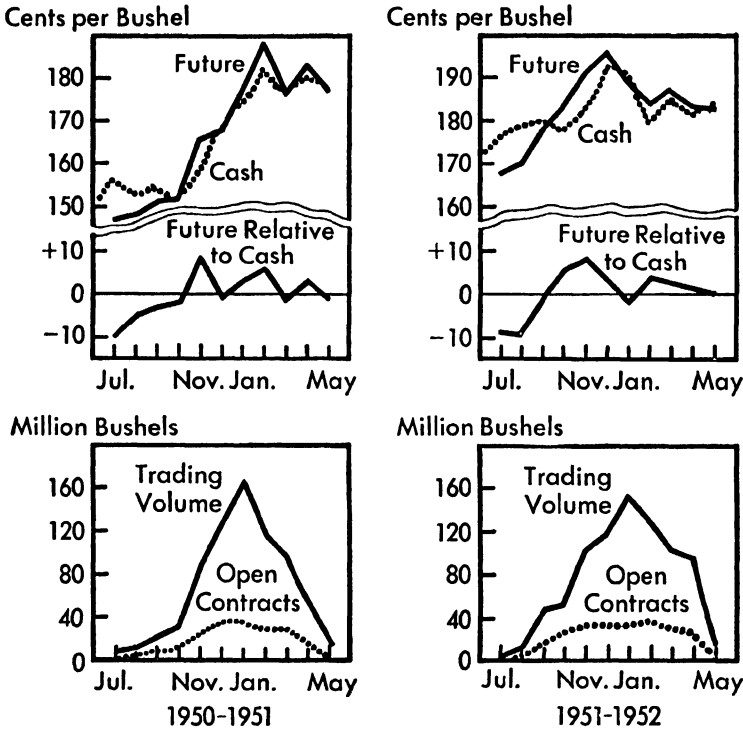 Cents per Bushel
180
170
160
150
Future
Cash
+10
0
−10
Future Relative
to Cash
Jul. Nov. Jan. May
Cents per Bushel
190
180
170
160
Future
Cash
+10
0
−10
Future Relative
to Cash
Jul. Nov. Jan. May
Million Bushels
160
120
80
40
0
Trading
Volume
Open
Contracts
Jul. Nov. Jan. May
1950-1951
Million Bushels
160
120
80
40
0
Trading
Volume
Open
Contracts
Jul. Nov. Jan. May
1951-1952